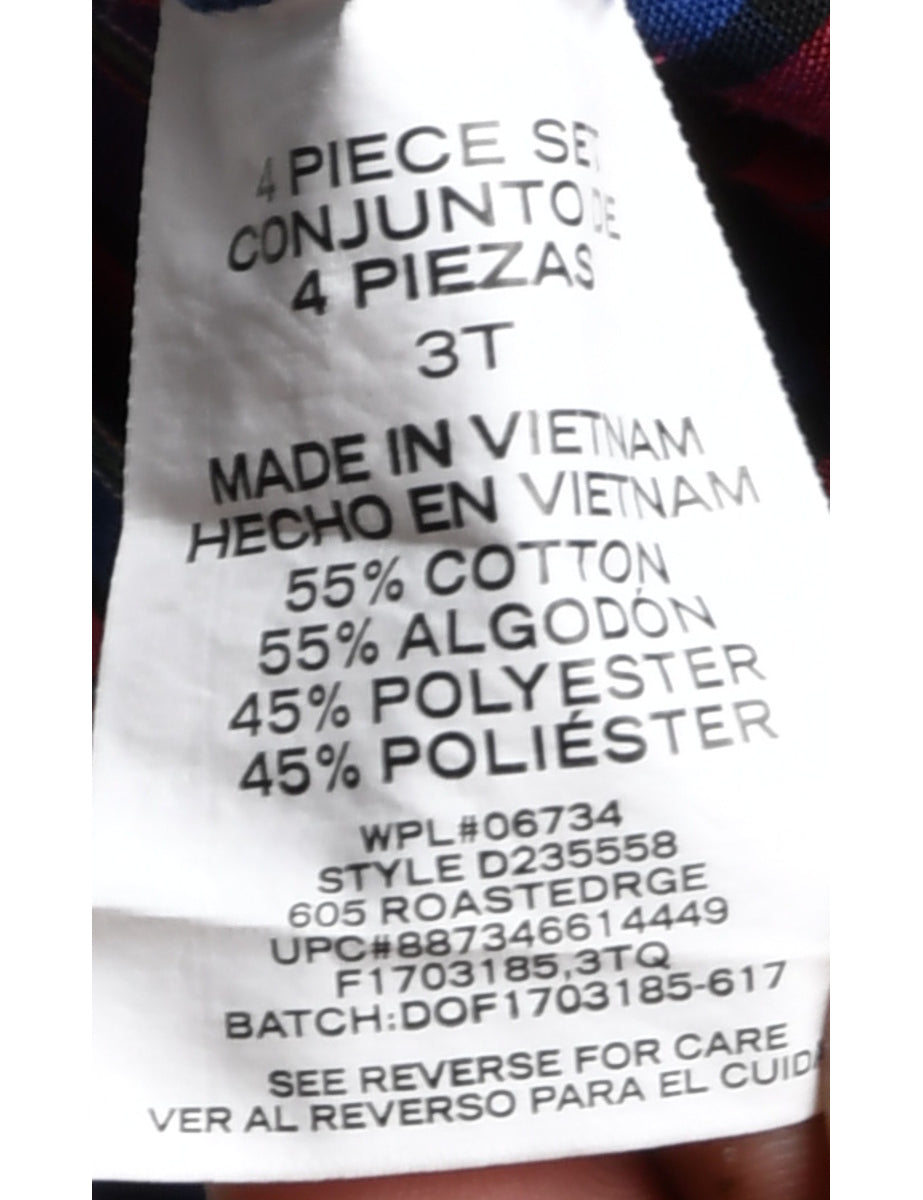 4 PIECE SET
CONJUNTO DE
4 PIEZAS
3T
MADE IN VIETNAM
HECHO EN VIETNAM
55% COTTON
55% ALGODÓN
45% POLYESTER
45% POLIÉSTER
WPL#06734
STYLE D235558
605 ROASTEDRGE
UPC#887346614449
F1703185,3TQ
BATCH:DOF1703185-617
SEE REVERSE FOR CARE
VER AL REVERSO PARA EL CUID